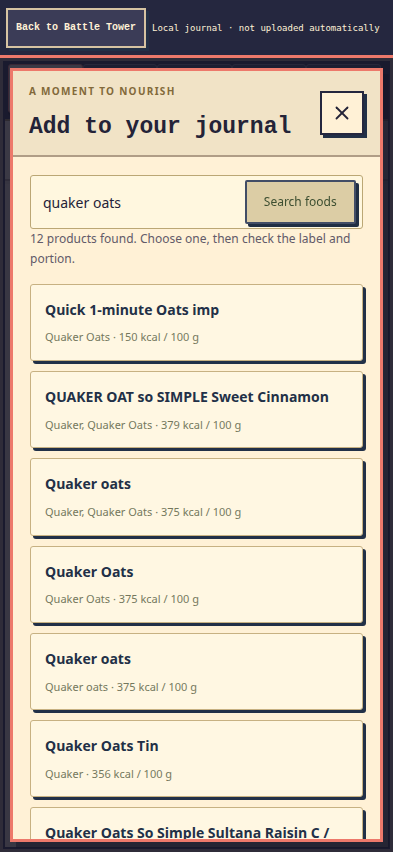 Back to Battle Tower
Local journal · not uploaded automatically
A MOMENT TO NOURISH
Add to your journal
quaker oats
Search foods
12 products found. Choose one, then check the label and
portion.
Quick 1-minute Oats imp
Quaker Oats · 150 kcal / 100 g
QUAKER OAT so SIMPLE Sweet Cinnamon
Quaker, Quaker Oats · 379 kcal / 100 g
Quaker oats
Quaker, Quaker Oats · 375 kcal / 100 g
Quaker Oats
Quaker Oats · 375 kcal / 100 g
Quaker oats
Quaker oats · 375 kcal / 100 g
Quaker Oats Tin
Quaker · 356 kcal / 100 g
Quaker Oats So Simple Sultana Raisin C /